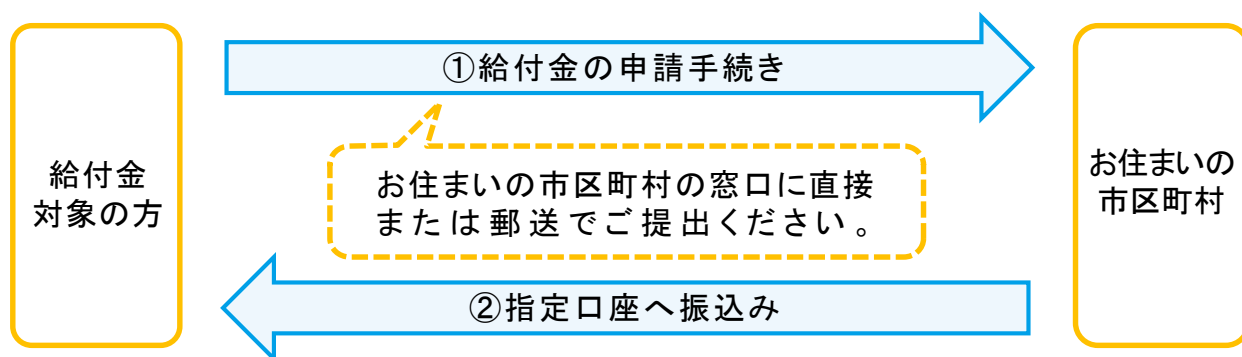 給付金
対象の方
①給付金の申請手続き
お住まいの市区町村の窓口に直接
または郵送でご提出ください。
②指定口座へ振込み
お住まいの
市区町村